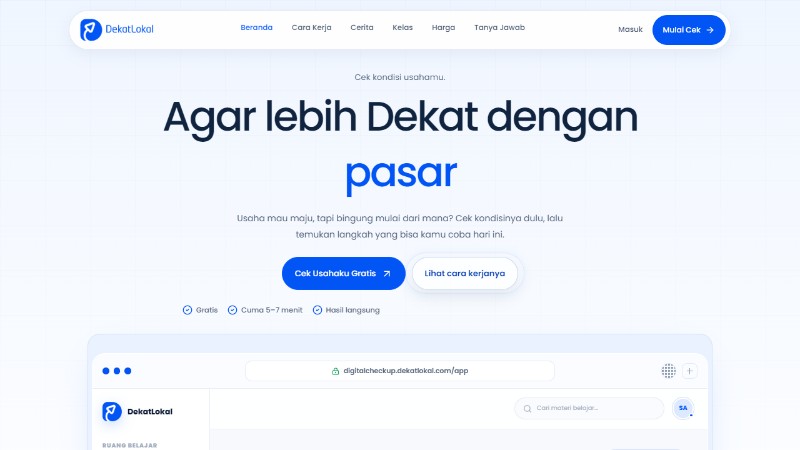 DekatLokal
Beranda
Cara Kerja
Cerita
Kelas
Harga
Tanya Jawab
Masuk
Mulai Cek
Cek kondisi usahamu.
Agar lebih Dekat dengan
pasar
Usaha mau maju, tapi bingung mulai dari mana? Cek kondisinya dulu, lalu
temukan langkah yang bisa kamu coba hari ini.
Cek Usahaku Gratis
Lihat cara kerjanya
Gratis
Cuma 5–7 menit
Hasil langsung
digitalcheckup.dekatlokal.com/app
DekatLokal
Cari materi belajar...
SA
RUANG BELAJAR